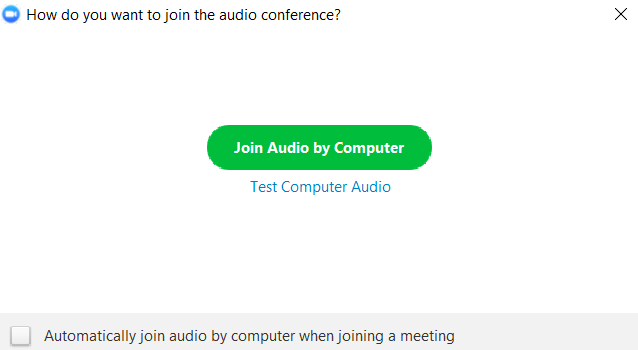 How do you want to join the audio conference?
Join Audio by Computer
Test Computer Audio
Automatically join audio by computer when joining a meeting